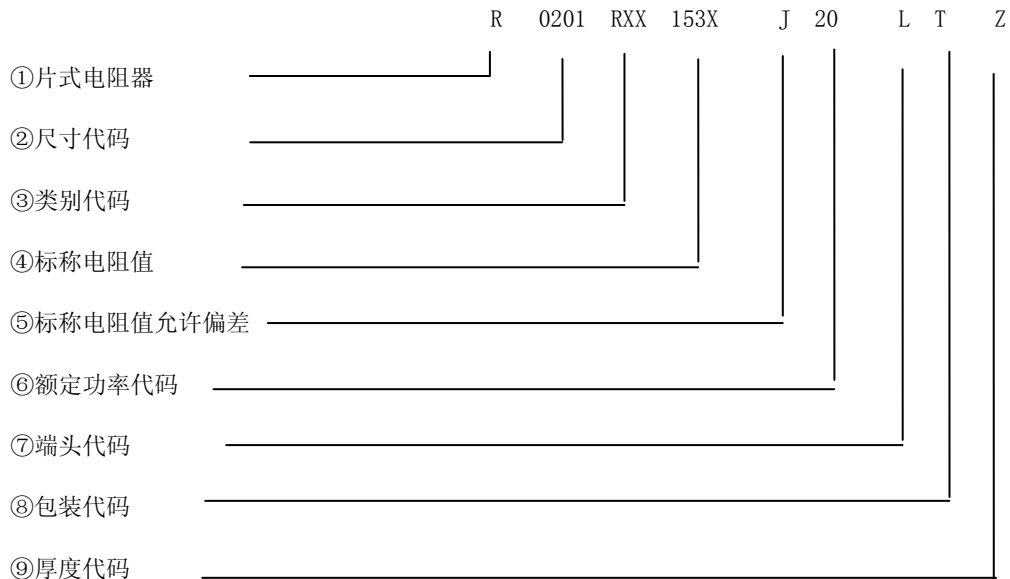 R 0201 RXX 153X J 20 L T Z
①片式电阻器
②尺寸代码
③类别代码
④标称电阻值
⑤标称电阻值允许偏差
⑥额定功率代码
⑦端头代码
⑧包装代码
⑨厚度代码